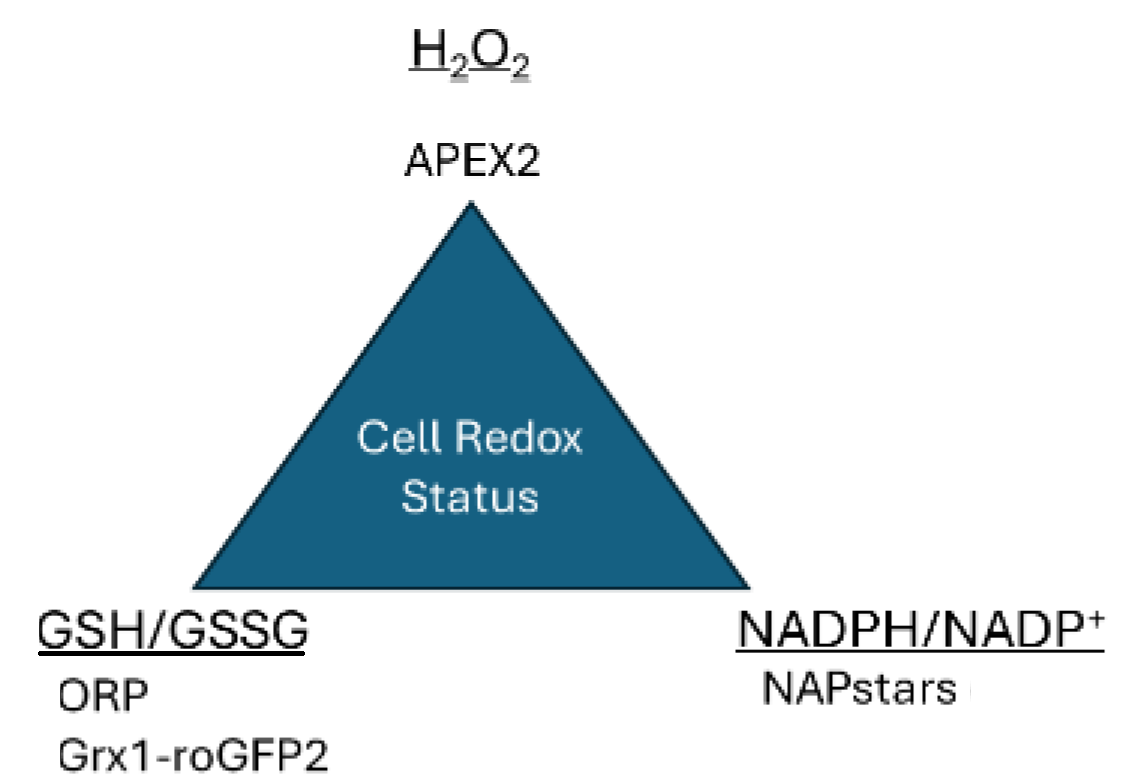 H₂O₂
APEX2
Cell Redox
Status
GSH/GSSG
NADPH/NADP⁺
ORP
NAPstars
Grx1-roGFP2